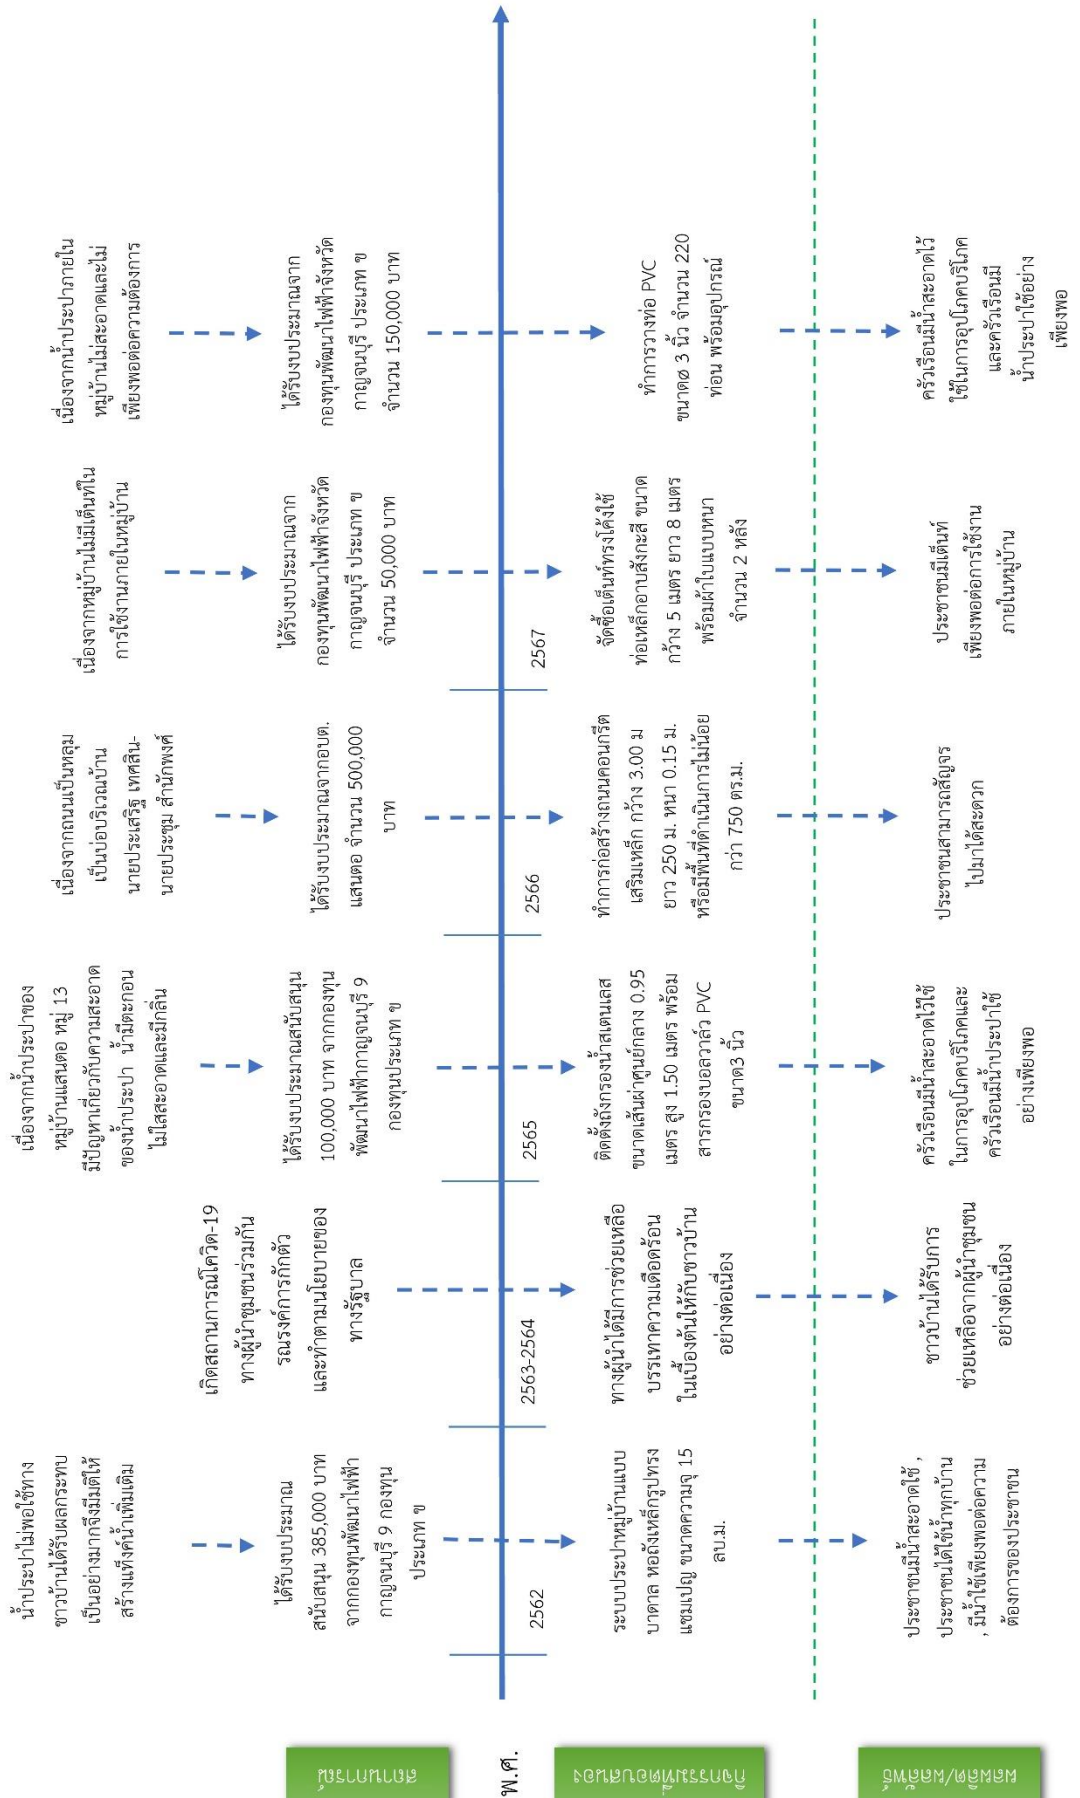 น้ำประปาไม่พอใช้ทาง
ชาวบ้านได้รับผลกระทบ
เป็นอย่างมากจึงมีมติให้
สร้างแท็งค์น้ำเพิ่มเติม
เกิดสถานการณ์โควิด-19
ทางผู้นำชุมชนร่วมกัน
รณรงค์การกักตัว
และทำตามนโยบายของ
ทางรัฐบาล
เนื่องจากน้ำประปาของ
หมู่บ้านแสนตอ หมู่ 13
มีปัญหาเกี่ยวกับความสะอาด
ของน้ำประปา น้ำมีตะกอน
ไม่ใสสะอาดและมีกลิ่น
เนื่องจากถนนเป็นหลุม
เป็นบ่อบริเวณบ้าน
นายประเสริฐ เทศสิน-
นายประชุม สำนักพงศ์
เนื่องจากหมู่บ้านไม่มีเต็นท์ใน
การใช้งานภายในหมู่บ้าน
เนื่องจากน้ำประปาภายใน
หมู่บ้านไม่สะอาดและไม่
เพียงพอต่อความต้องการ
สถานการณ์
ได้รับงบประมาณ
สนับสนุน 385,000 บาท
จากกองทุนพัฒนาไฟฟ้า
กาญจนบุรี 9 กองทุน
ประเภท ข
ได้รับงบประมาณสนับสนุน
100,000 บาท จากกองทุน
พัฒนาไฟฟ้ากาญจนบุรี 9
กองทุนประเภท ข
ได้รับงบประมาณจากอบต.
แสนตอ จำนวน 500,000
บาท
ได้รับงบประมาณจาก
กองทุนพัฒนาไฟฟ้าจังหวัด
กาญจนบุรี ประเภท ข
จำนวน 50,000 บาท
ได้รับงบประมาณจาก
กองทุนพัฒนาไฟฟ้าจังหวัด
กาญจนบุรี ประเภท ข
จำนวน 150,000 บาท
พ.ศ.
2562
2563-2564
2565
2566
2567
กิจกรรมที่ตอบสนอง
ระบบประปาหมู่บ้านแบบ
บาดาล หอถังเหล็กรูปทรง
แชมเปญ ขนาดความจุ 15
ลบ.ม.
ทางผู้นำได้มีการช่วยเหลือ
บรรเทาความเดือดร้อน
ในเบื้องต้นให้กับชาวบ้าน
อย่างต่อเนื่อง
ติดตั้งถังกรองน้ำสแตนเลส
ขนาดเส้นผ่าศูนย์กลาง 0.95
เมตร สูง 1.50 เมตร พร้อม
สารกรองบอลวาล์ว PVC
ขนาด3 นิ้ว
ทำการก่อสร้างถนนคอนกรีต
เสริมเหล็ก กว้าง 3.00 ม
ยาว 250 ม. หนา 0.15 ม.
หรือมีพื้นที่ดำเนินการไม่น้อย
กว่า 750 ตร.ม.
จัดซื้อเต็นท์ทรงโค้งใช้
ท่อเหล็กอาบสังกะสี ขนาด
กว้าง 5 เมตร ยาว 8 เมตร
พร้อมผ้าใบแบบหนา
จำนวน 2 หลัง
ทำการวางท่อ PVC
ขนาดø 3 นิ้ว จำนวน 220
ท่อน พร้อมอุปกรณ์
ผลผลิต/ผลลัพธ์
ประชาชนมีน้ำสะอาดใช้ ,
ประชาชนได้ใช้น้ำทุกบ้าน
, มีน้ำใช้เพียงพอต่อความ
ต้องการของประชาชน
ชาวบ้านได้รับการ
ช่วยเหลือจากผู้นำชุมชน
อย่างต่อเนื่อง
ครัวเรือนมีน้ำสะอาดไว้ใช้
ในการอุปโภคบริโภคและ
ครัวเรือนมีน้ำประปาใช้
อย่างเพียงพอ
ประชาชนสามารถสัญจร
ไปมาได้สะดวก
ประชาชนมีเต็นท์
เพียงพอต่อการใช้งาน
ภายในหมู่บ้าน
ครัวเรือนมีน้ำสะอาดไว้
ใช้ในการอุปโภคบริโภค
และครัวเรือนมี
น้ำประปาใช้อย่าง
เพียงพอ